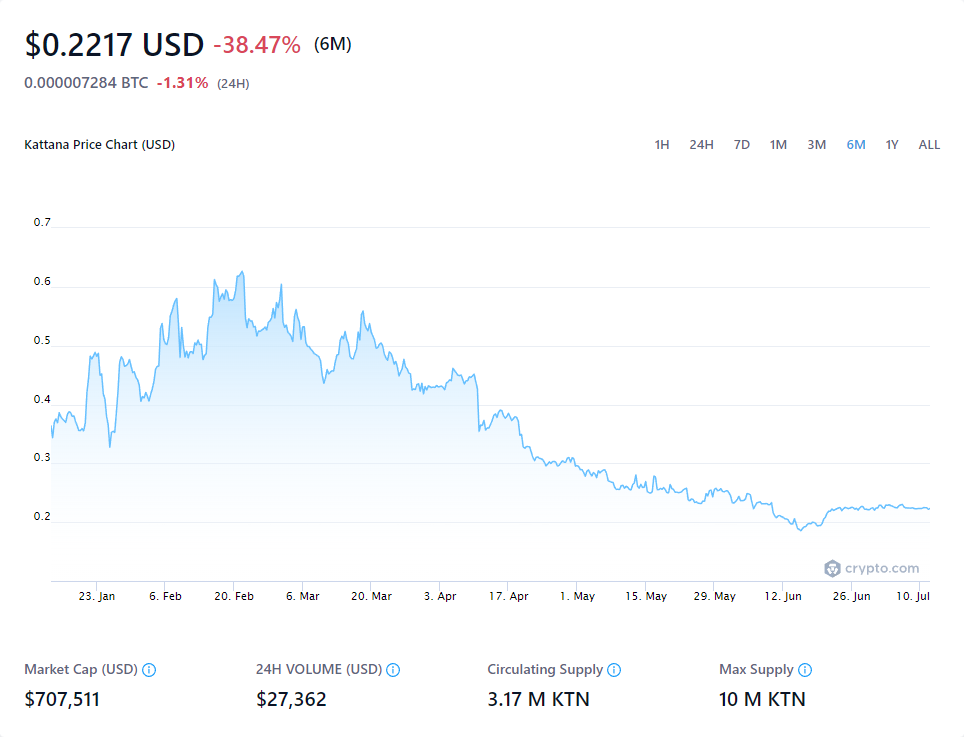 $0.2217 USD -38.47% (6M)
0.000007284 BTC -1.31% (24H)
Kattana Price Chart (USD) 1H 24H 7D 1M 3M 6M 1Y ALL
0.7
0.6
0.5
0.4
0.3
0.2
crypto.com
23. Jan 6. Feb 20. Feb 6. Mar 20. Mar 3. Apr 17. Apr 1. May 15. May 29. May 12. Jun 26. Jun 10. Jul
Market Cap (USD) 24H VOLUME (USD) Circulating Supply Max Supply
$707,511 $27,362 3.17 M KTN 10 M KTN